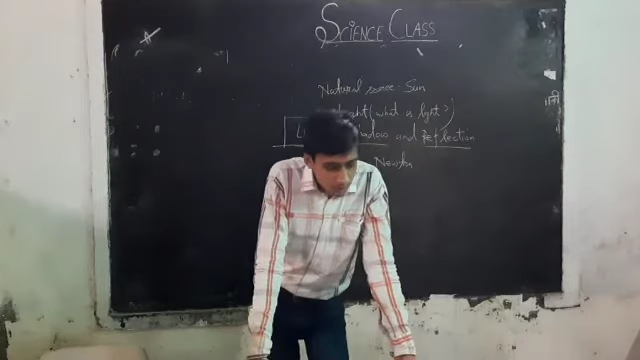 Science Class
Natural source - Sun
Light (what is light?)
Shadow and Reflection
Newton